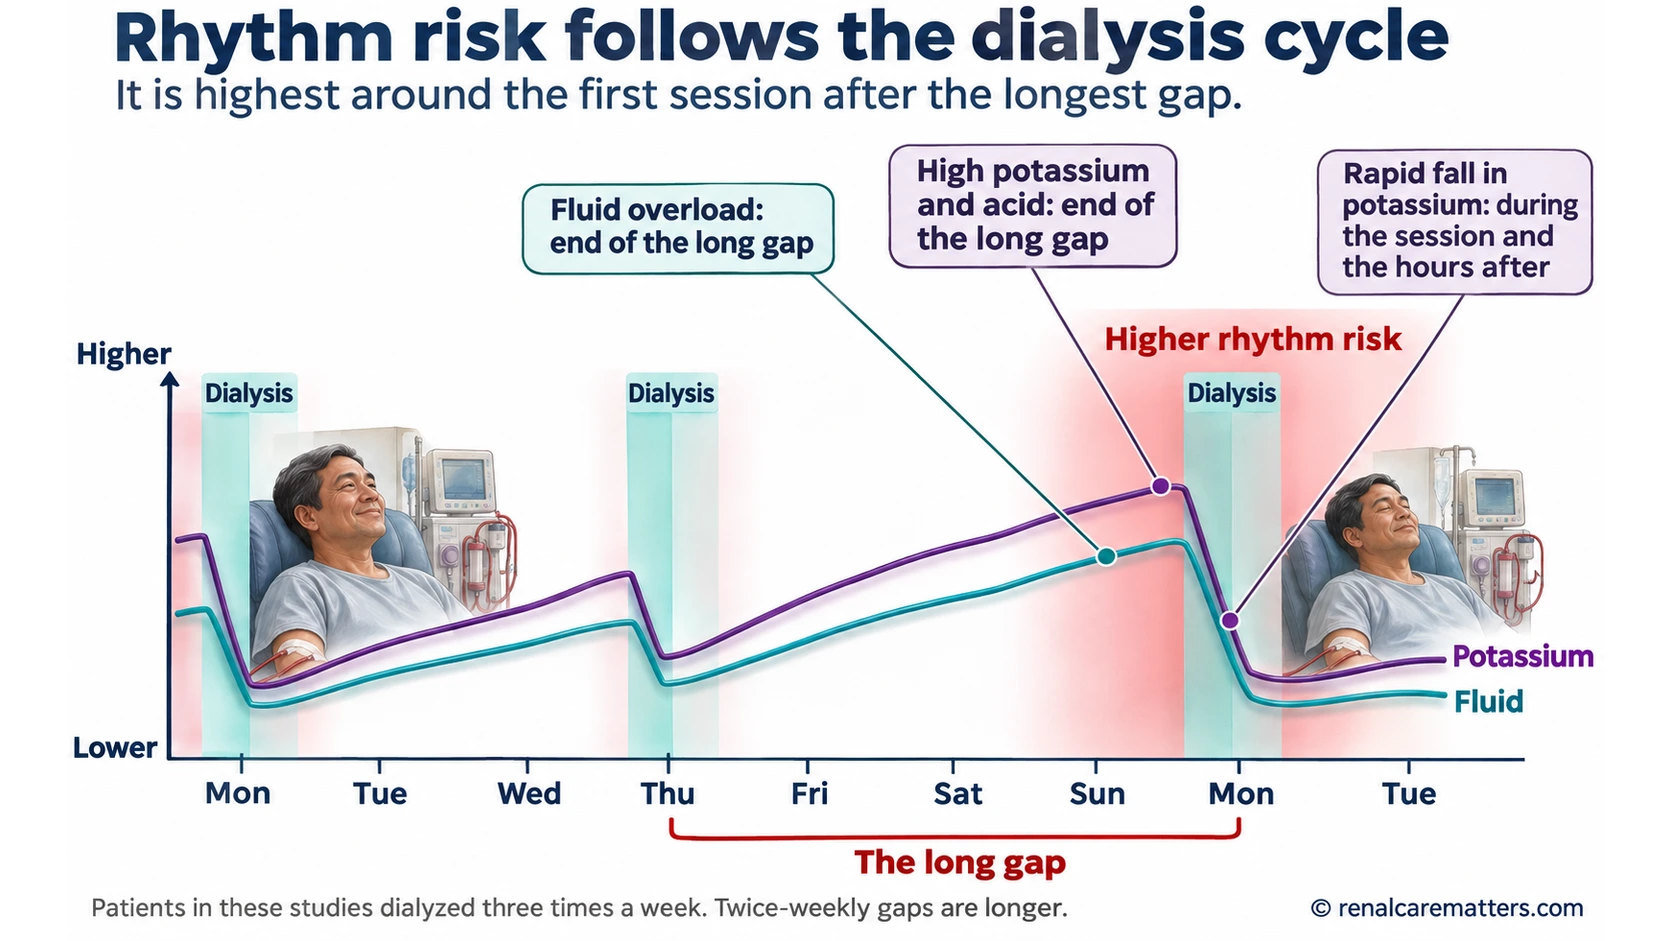 Rhythm risk follows the dialysis cycle
It is highest around the first session after the longest gap.
Fluid overload:
end of the long gap
High potassium
and acid: end of
the long gap
Rapid fall in
potassium: during
the session and
the hours after
Higher rhythm risk
Higher
Dialysis
Dialysis
Dialysis
Potassium
Fluid
Lower
Mon
Tue
Wed
Thu
Fri
Sat
Sun
Mon
Tue
The long gap
Patients in these studies dialyzed three times a week. Twice-weekly gaps are longer.
© renalcarematters.com